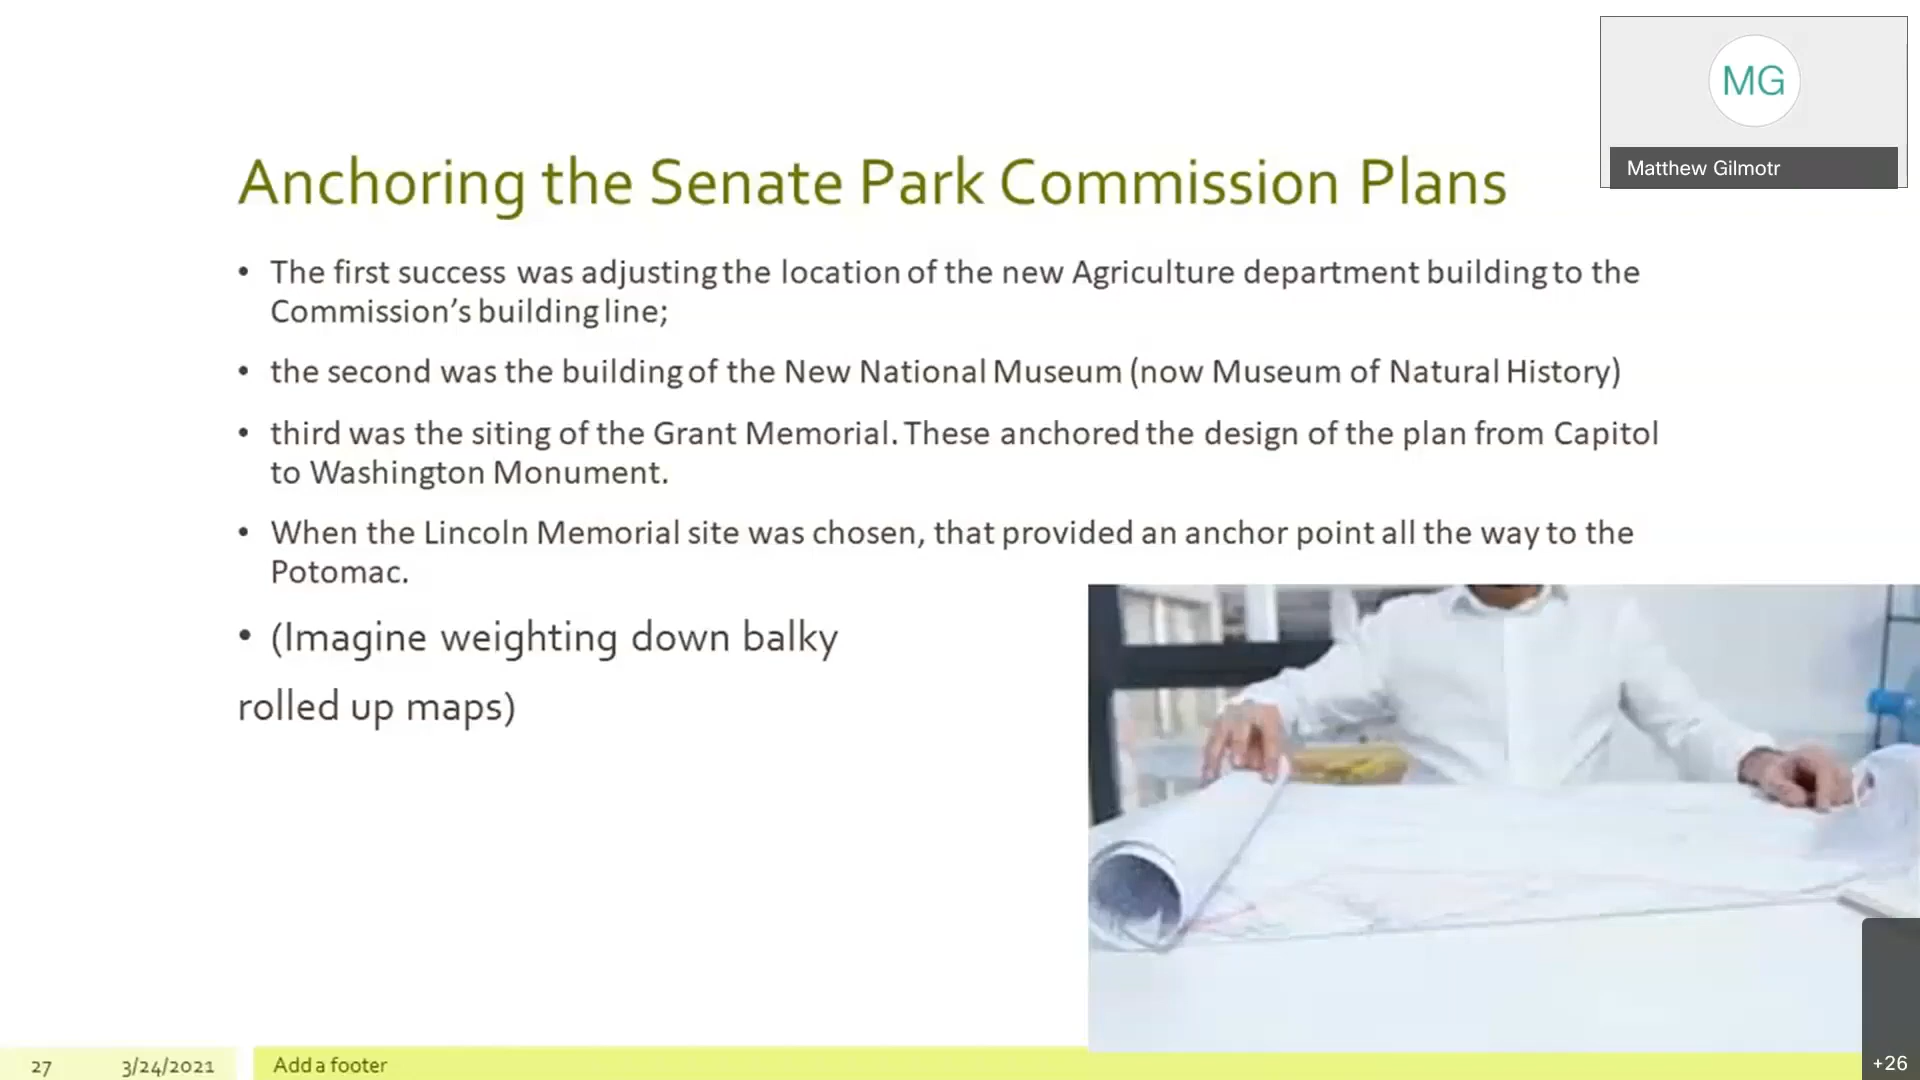 MG
Matthew Gilmotr
Anchoring the Senate Park Commission Plans
• The first success was adjusting the location of the new Agriculture department building to the
Commission’s building line;
• the second was the building of the New National Museum (now Museum of Natural History)
• third was the siting of the Grant Memorial. These anchored the design of the plan from Capitol
to Washington Monument.
• When the Lincoln Memorial site was chosen, that provided an anchor point all the way to the
Potomac.
• (Imagine weighting down balky
rolled up maps)
27 3/24/2021 Add a footer
+26